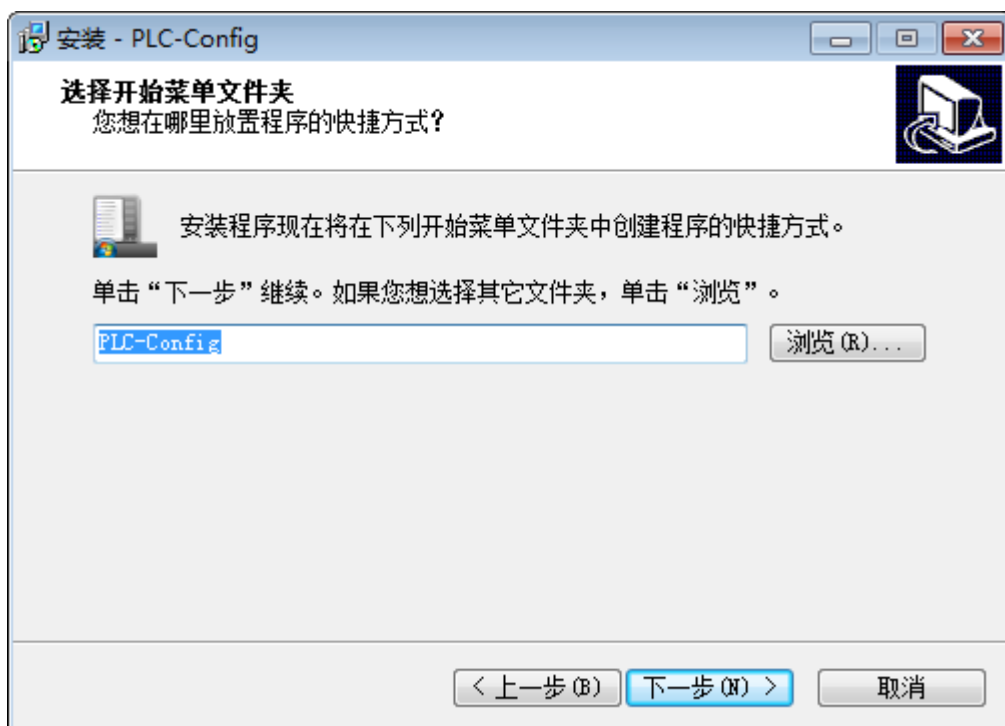 安装 - PLC-Config
选择开始菜单文件夹
您想在哪里放置程序的快捷方式?
安装程序现在将在下列开始菜单文件夹中创建程序的快捷方式。
单击“下一步”继续。如果您想选择其它文件夹，单击“浏览”。
PLC-Config
浏览(R)...
< 上一步(B)
下一步(N) >
取消